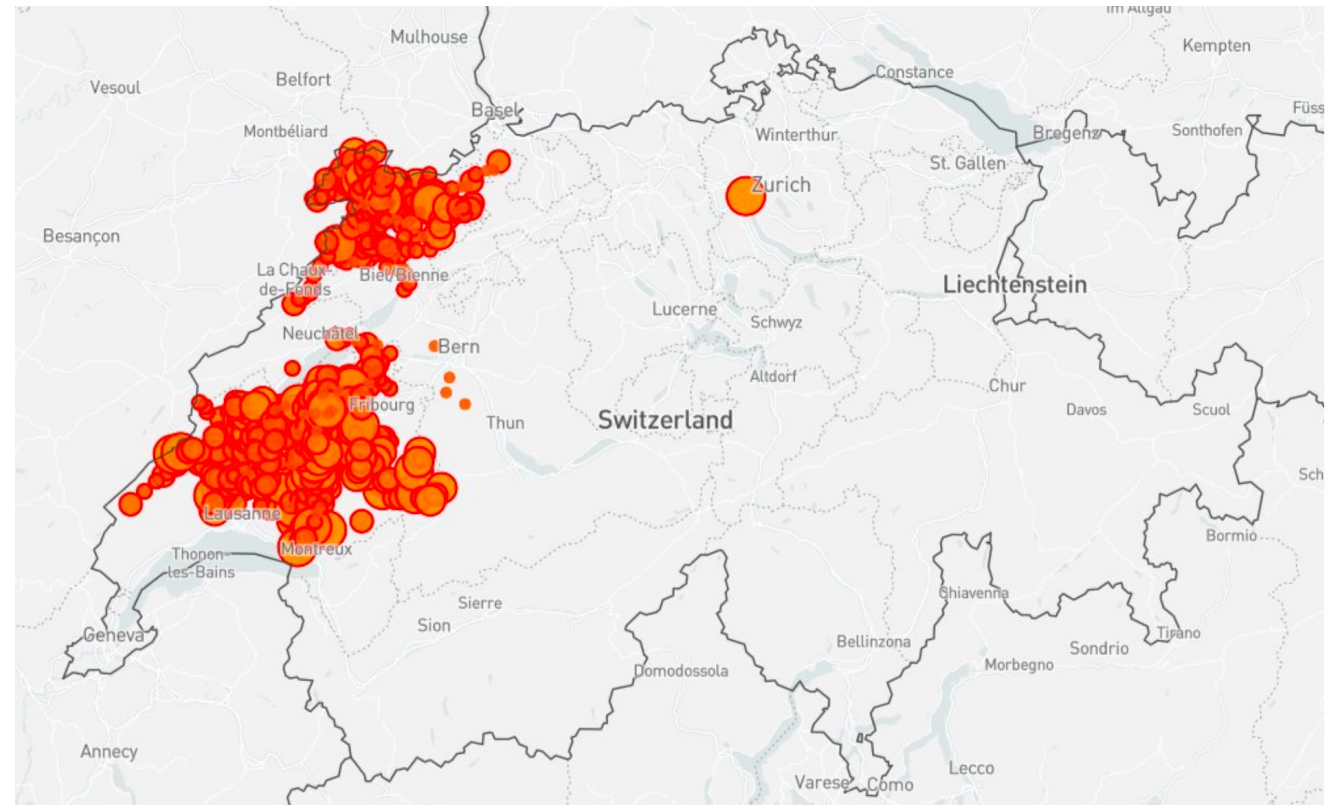 Im Allgäu
Mulhouse
Kempten
Vesoul
Belfort
Constance
Basel
Füss
Montbéliard
Winterthur
Bregenz
Sonthofen
St. Gallen
Zurich
Besançon
La Chaux-
de-Fonds
Biel/Bienne
Liechtenstein
Lucerne
Schwyz
Neuchâtel
Bern
Altdorf
Chur
Davos
Scuol
Fribourg
Thun
Switzerland
Sch
Lausanne
Bormio
Montreux
Thonon-
les-Bains
Chiavenna
Sierre
Sion
Geneva
Bellinzona
Tirano
Sondrio
Morbegno
Domodossola
Annecy
Lecco
Varese
Como